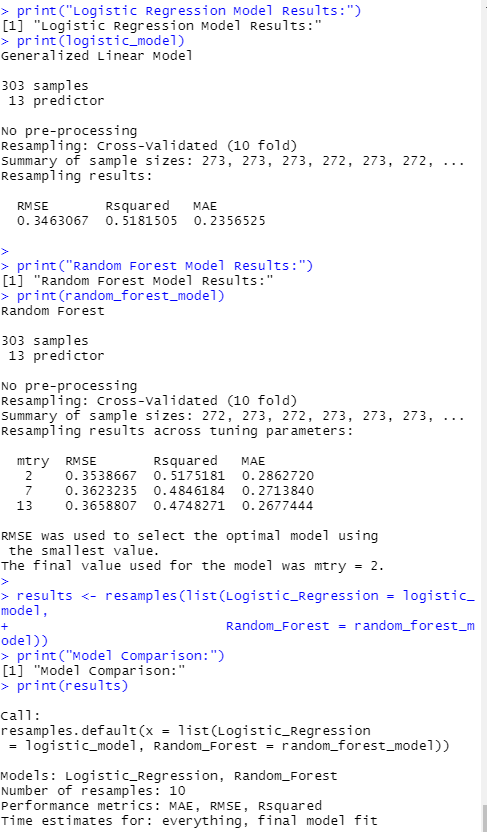 > print("Logistic Regression Model Results:")
[1] "Logistic Regression Model Results:"
> print(logistic_model)
Generalized Linear Model

303 samples
 13 predictor

No pre-processing
Resampling: Cross-Validated (10 fold)
Summary of sample sizes: 273, 273, 273, 272, 273, 272, ...
Resampling results:

  RMSE       Rsquared   MAE
  0.3463067  0.5181505  0.2356525

>
> print("Random Forest Model Results:")
[1] "Random Forest Model Results:"
> print(random_forest_model)
Random Forest

303 samples
 13 predictor

No pre-processing
Resampling: Cross-Validated (10 fold)
Summary of sample sizes: 272, 273, 272, 273, 273, 273, ...
Resampling results across tuning parameters:

  mtry  RMSE       Rsquared   MAE
   2    0.3538667  0.5175181  0.2862720
   7    0.3623235  0.4846184  0.2713840
  13    0.3658807  0.4748271  0.2677444

RMSE was used to select the optimal model using
 the smallest value.
The final value used for the model was mtry = 2.
>
> results <- resamples(list(Logistic_Regression = logistic_
model,
+                           Random_Forest = random_forest_m
odel))
> print("Model Comparison:")
[1] "Model Comparison:"
> print(results)

Call:
resamples.default(x = list(Logistic_Regression
 = logistic_model, Random_Forest = random_forest_model))

Models: Logistic_Regression, Random_Forest
Number of resamples: 10
Performance metrics: MAE, RMSE, Rsquared
Time estimates for: everything, final model fit